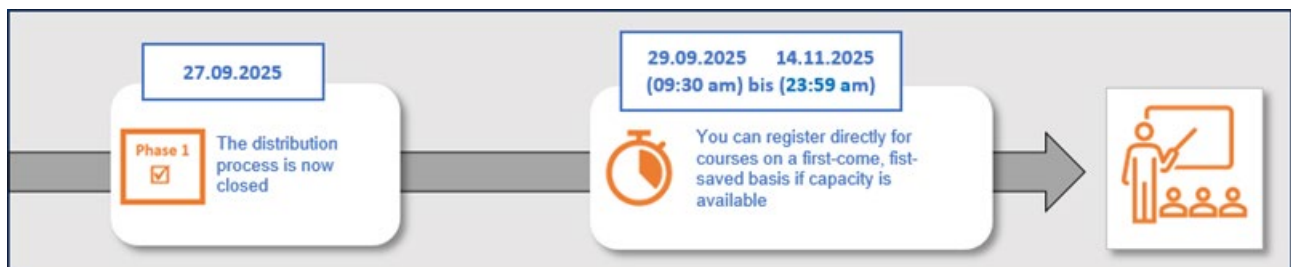 27.09.2025
Phase 1
The distribution
process is now
closed
29.09.2025 14.11.2025
(09:30 am) bis (23:59 am)
You can register directly for
courses on a first-come, fist-
saved basis if capacity is
available